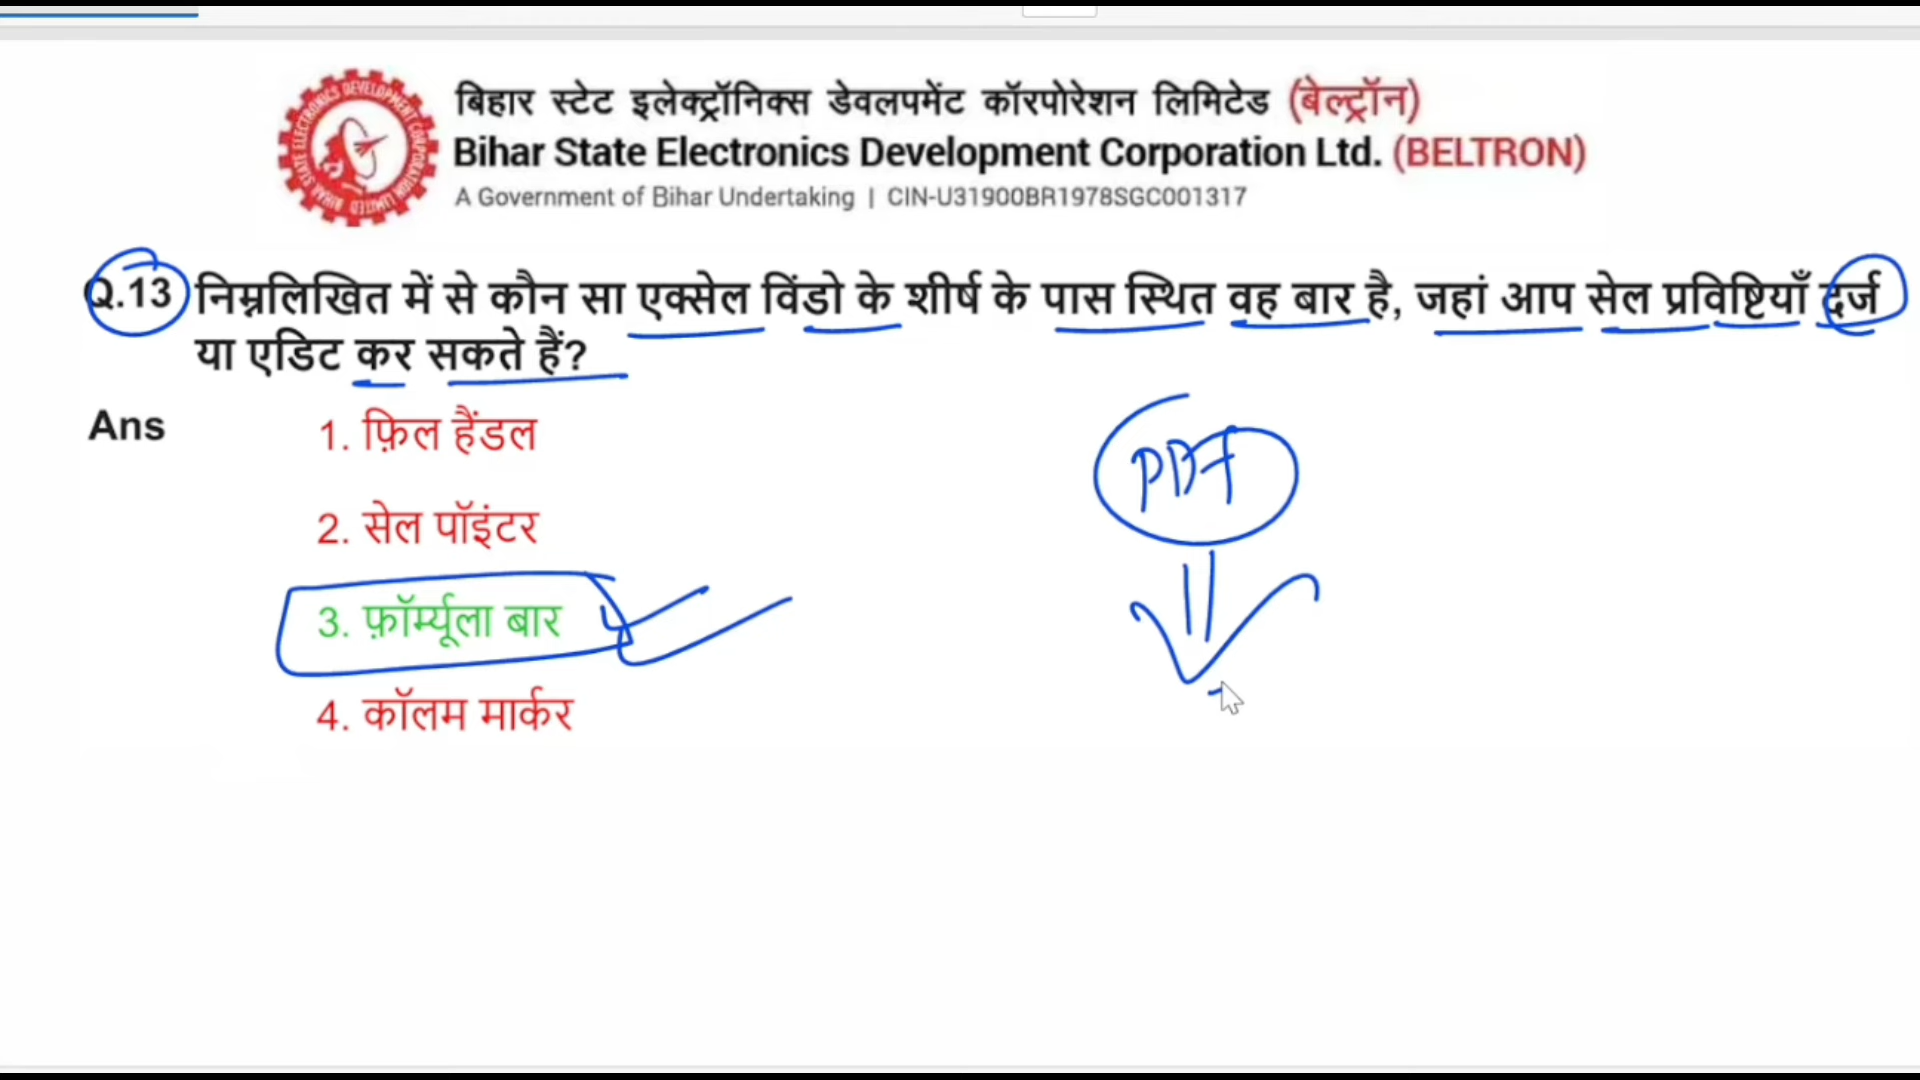 बिहार स्टेट इलेक्ट्रॉनिक्स डेवलपमेंट कॉरपोरेशन लिमिटेड (बेल्ट्रॉन)
Bihar State Electronics Development Corporation Ltd. (BELTRON)
A Government of Bihar Undertaking | CIN-U31900BR1978SGC001317
Q.13 निम्नलिखित में से कौन सा एक्सेल विंडो के शीर्ष के पास स्थित वह बार है, जहां आप सेल प्रविष्टियाँ दर्ज
या एडिट कर सकते हैं?
Ans
1. फ़िल हैंडल
2. सेल पॉइंटर
3. फ़ॉर्म्यूला बार
4. कॉलम मार्कर
PDF